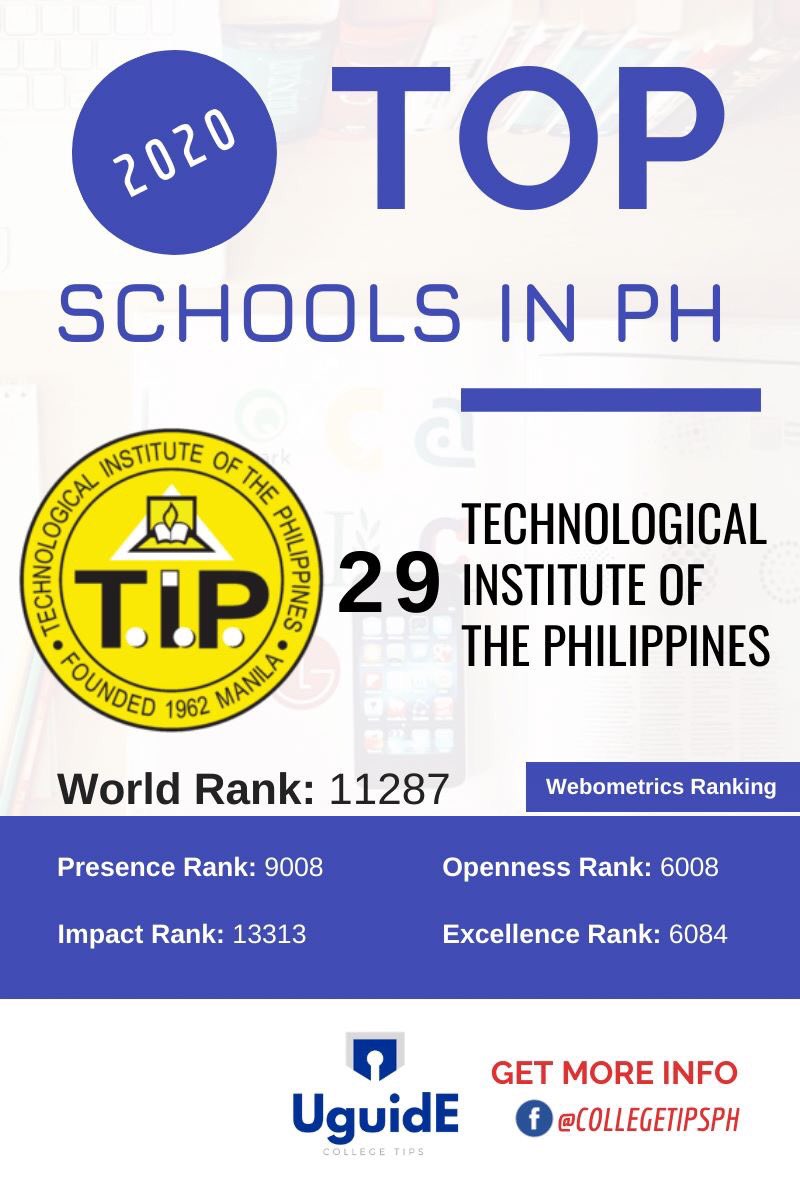 2020
TOP
SCHOOLS IN PH
TECHNOLOGICAL INSTITUTE OF THE PHILIPPINES
T.I.P.
• FOUNDED 1962 MANILA •
29
TECHNOLOGICAL
INSTITUTE OF
THE PHILIPPINES
World Rank: 11287
Webometrics Ranking
Presence Rank: 9008
Openness Rank: 6008
Impact Rank: 13313
Excellence Rank: 6084
UguidE
COLLEGE TIPS
GET MORE INFO
f @COLLEGETIPSPH